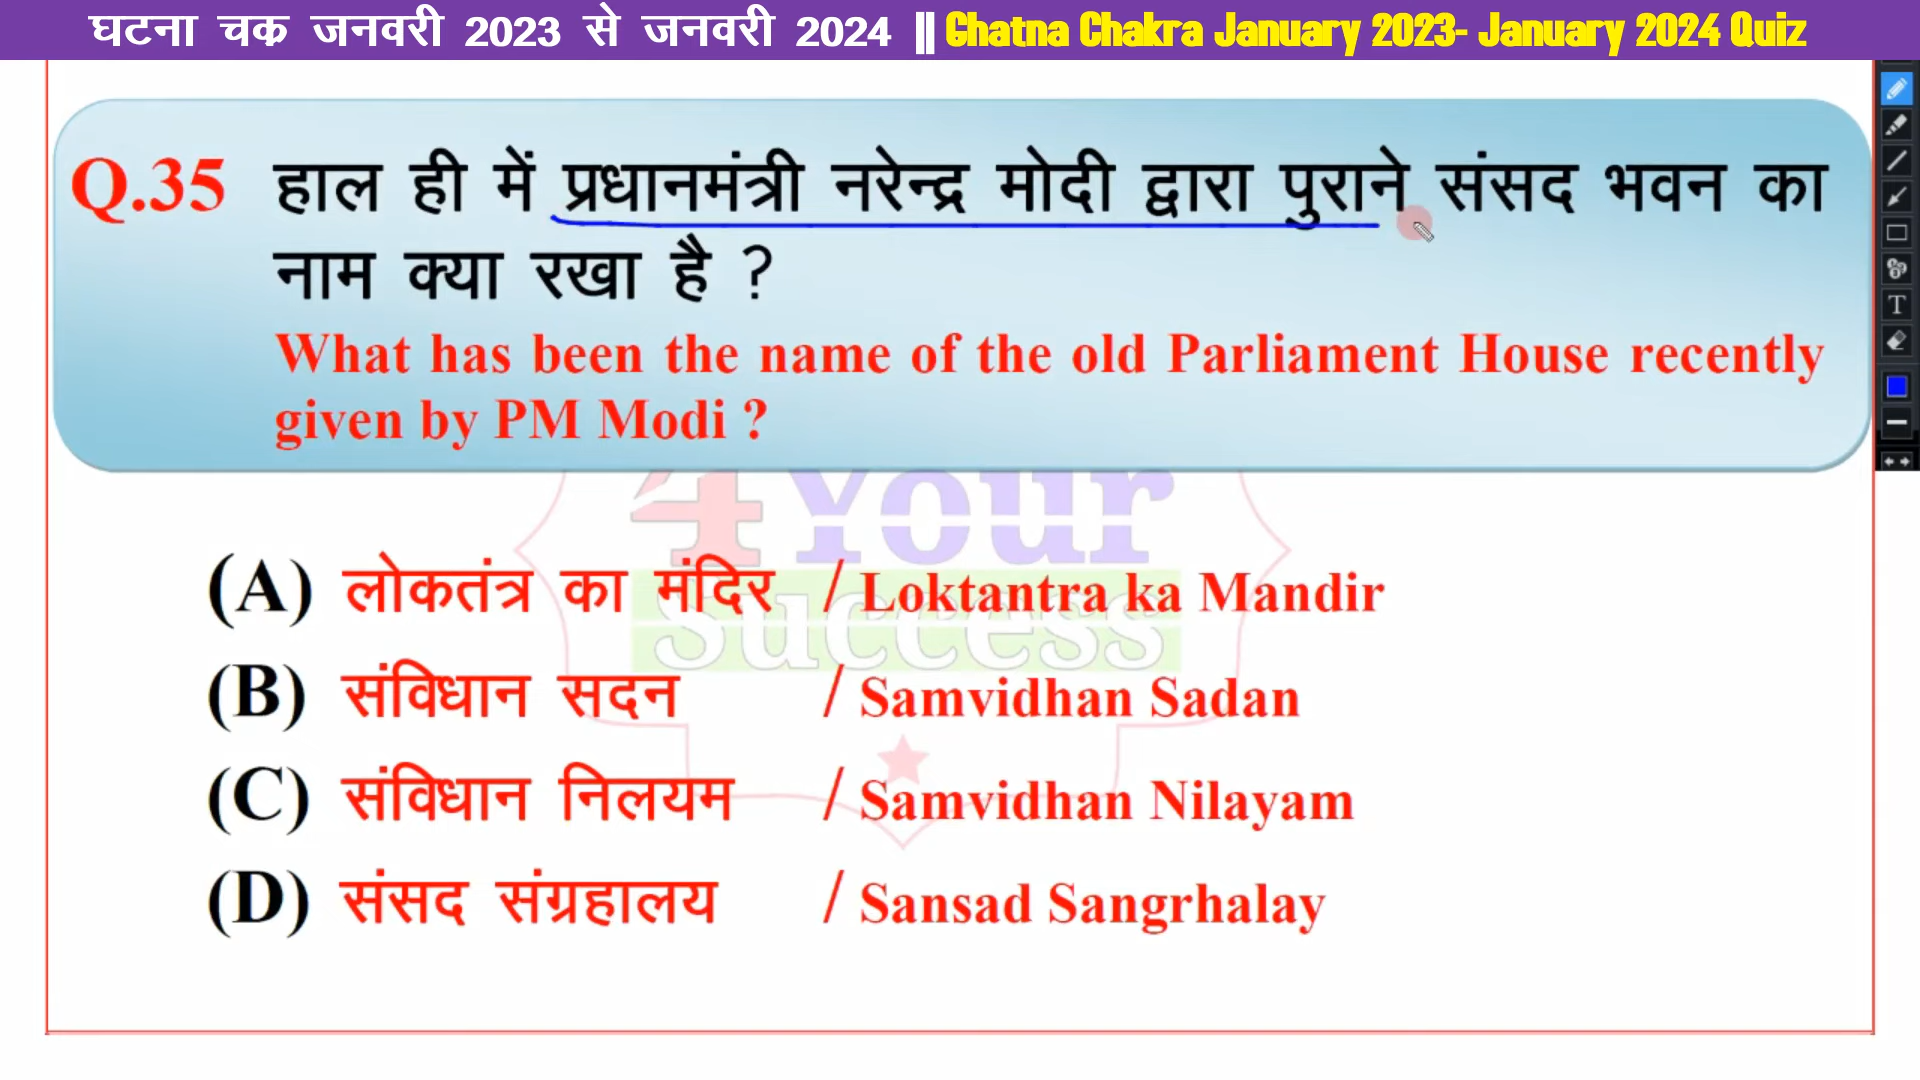 घटना चक्र जनवरी 2023 से जनवरी 2024 || Ghatna Chakra January 2023- January 2024 Quiz
Q.35 हाल ही में प्रधानमंत्री नरेन्द्र मोदी द्वारा पुराने संसद भवन का
नाम क्या रखा है ?
What has been the name of the old Parliament House recently
given by PM Modi ?
4Your
Success
(A) लोकतंत्र का मंदिर / Loktantra ka Mandir
(B) संविधान सदन / Samvidhan Sadan
(C) संविधान निलयम / Samvidhan Nilayam
(D) संसद संग्रहालय / Sansad Sangrhalay
T